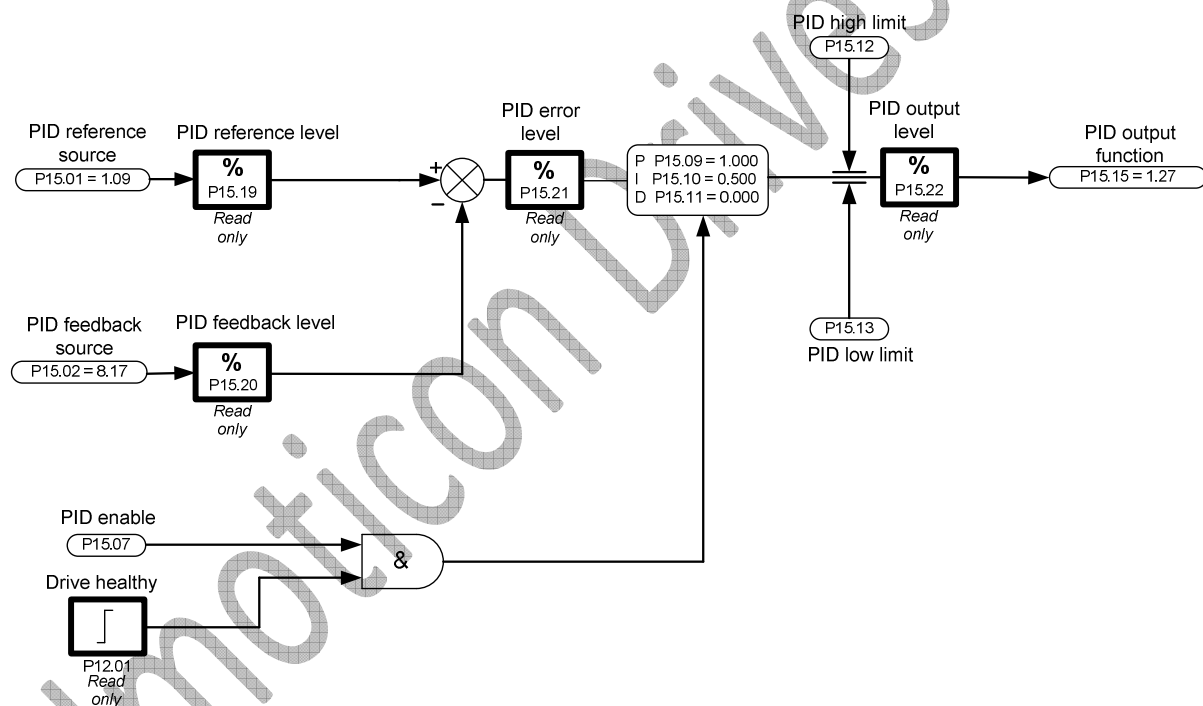 PID high limit
P15.12
PID reference
source
P15.01 = 1.09
PID reference level
%
P15.19
Read
only
+
–
PID error
level
%
P15.21
Read
only
P P15.09 = 1.000
I P15.10 = 0.500
D P15.11 = 0.000
PID output
level
%
P15.22
Read
only
PID output
function
P15.15 = 1.27
PID feedback
source
P15.02 = 8.17
PID feedback level
%
P15.20
Read
only
P15.13
PID low limit
PID enable
P15.07
&
Drive healthy
P12.01
Read
only
Drives